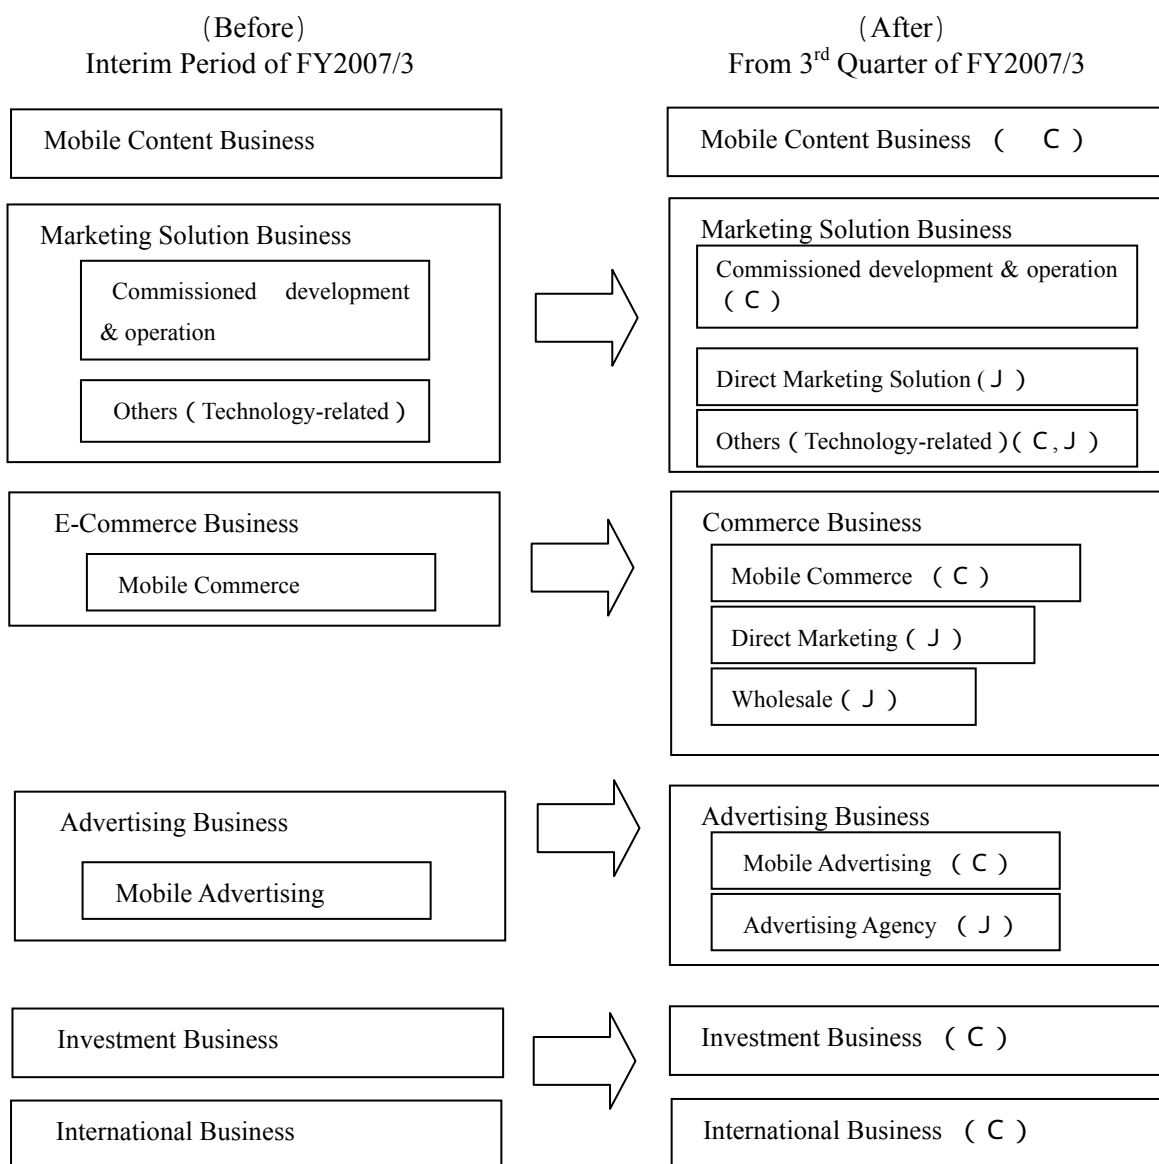 (Before)
Interim Period of FY2007/3
Mobile Content Business
Marketing Solution Business
Commissioned development
& operation
Others ( Technology-related )
E-Commerce Business
Mobile Commerce
Advertising Business
Mobile Advertising
Investment Business
International Business
(After)
From 3rd Quarter of FY2007/3
Mobile Content Business ( C )
Marketing Solution Business
Commissioned development & operation
( C )
Direct Marketing Solution ( J )
Others ( Technology-related ) ( C , J )
Commerce Business
Mobile Commerce ( C )
Direct Marketing ( J )
Wholesale ( J )
Advertising Business
Mobile Advertising ( C )
Advertising Agency ( J )
Investment Business ( C )
International Business ( C )